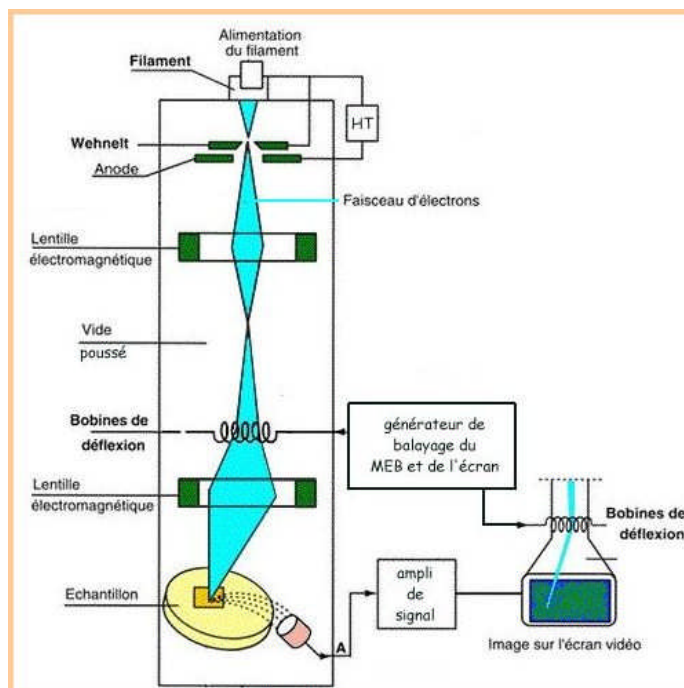 Alimentation
du filament
Filament
HT
Wehnelt
Anode
Faisceau d'électrons
Lentille
électromagnétique
Vide
poussé
Bobines de
déflexion
générateur de
balayage du
MEB et de l'écran
Lentille
électromagnétique
Bobines de
déflexion
Echantillon
ampli
de
signal
A
Image sur l'écran vidéo